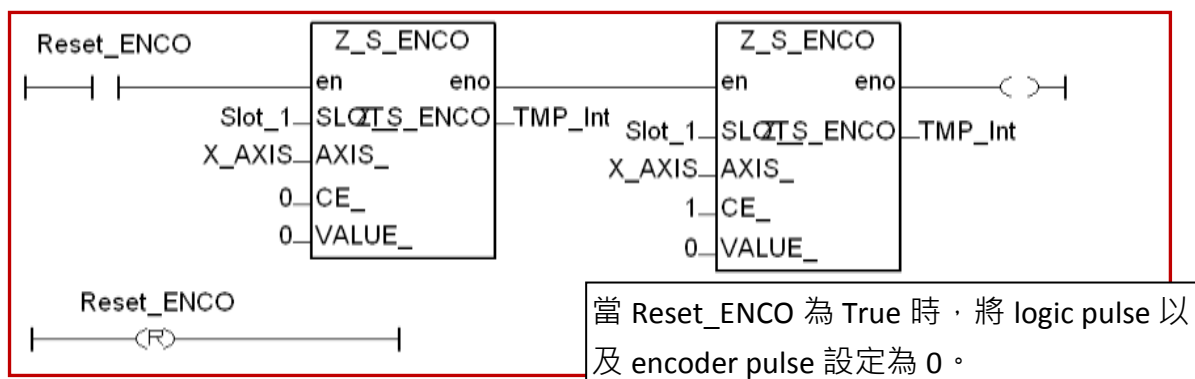 Reset_ENCO
Z_S_ENCO
Z_S_ENCO
en eno
en eno
Slot_1 SLOT_ Z_S_ENCO TMP_Int
Slot_1 SLOT_ Z_S_ENCO TMP_Int
X_AXIS AXIS_
X_AXIS AXIS_
0 CE_
1 CE_
0 VALUE_
0 VALUE_
Reset_ENCO
(R)
當 Reset_ENCO 為 True 時，將 logic pulse 以
及 encoder pulse 設定為 0。